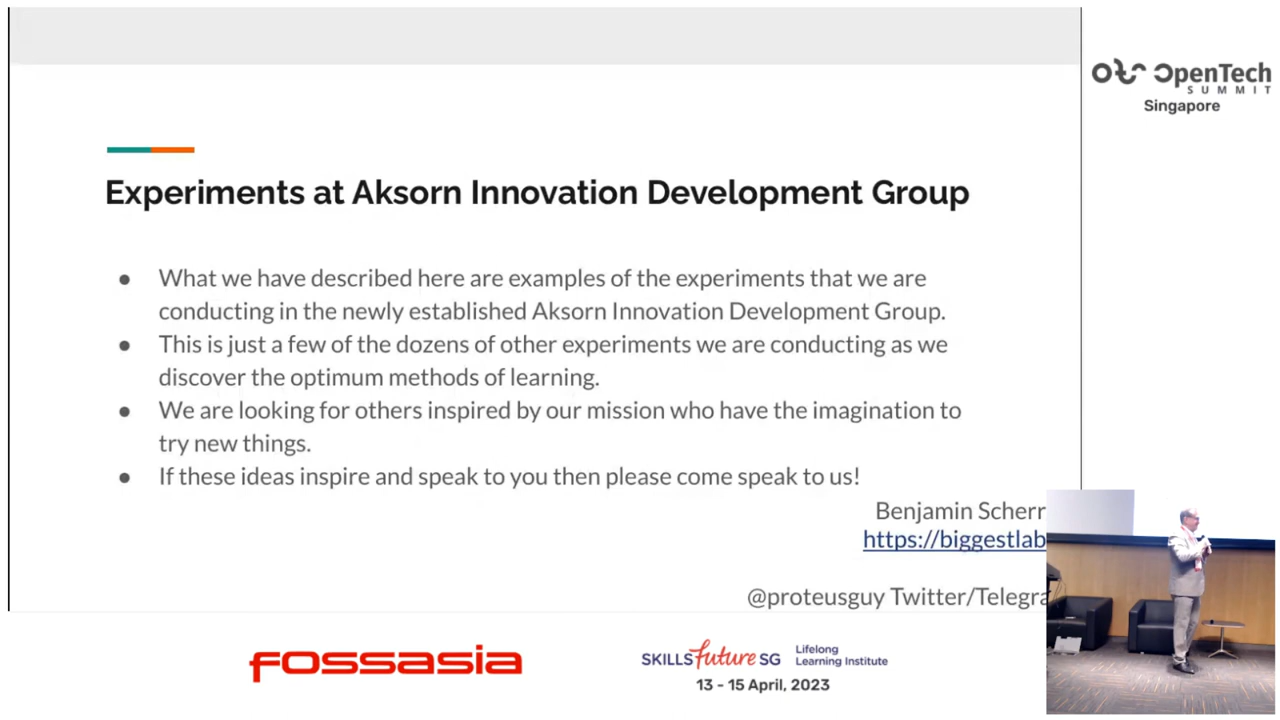 OpenTech
SUMMIT
Singapore
Experiments at Aksorn Innovation Development Group
● What we have described here are examples of the experiments that we are
conducting in the newly established Aksorn Innovation Development Group.
● This is just a few of the dozens of other experiments we are conducting as we
discover the optimum methods of learning.
● We are looking for others inspired by our mission who have the imagination to
try new things.
● If these ideas inspire and speak to you then please come speak to us!
Benjamin Scherr
https://biggestlab
@proteusguy Twitter/Telegra
fossasia
SKILLSfuture SG
Lifelong
Learning Institute
13 - 15 April, 2023